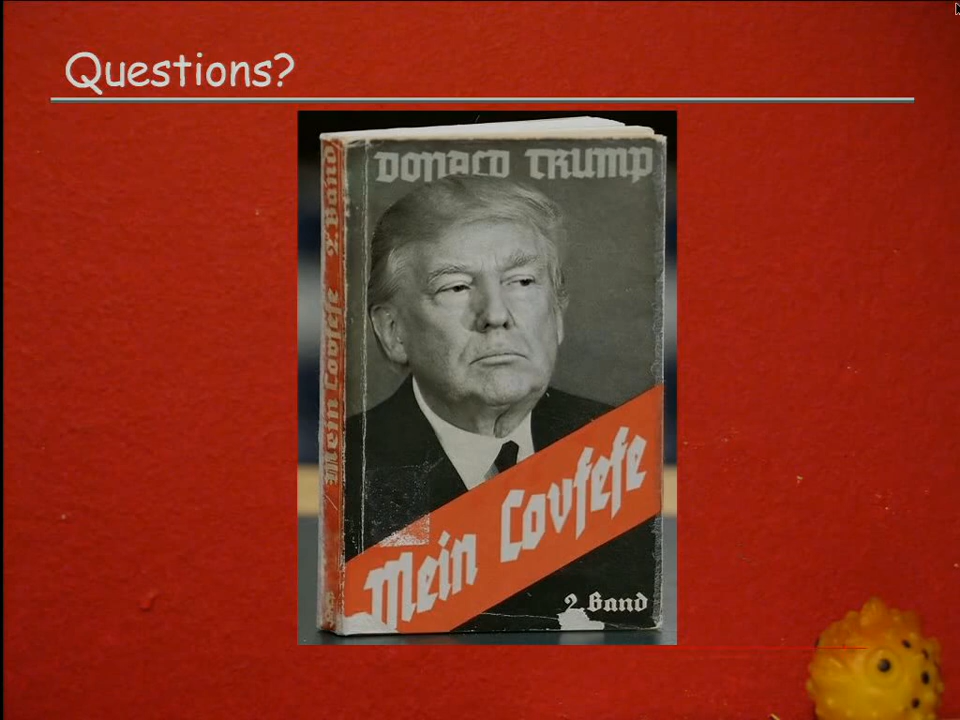 Questions?
DONALD TRUMP
Mein Covfefe
2. Band
Mein Covfefe 2. Band